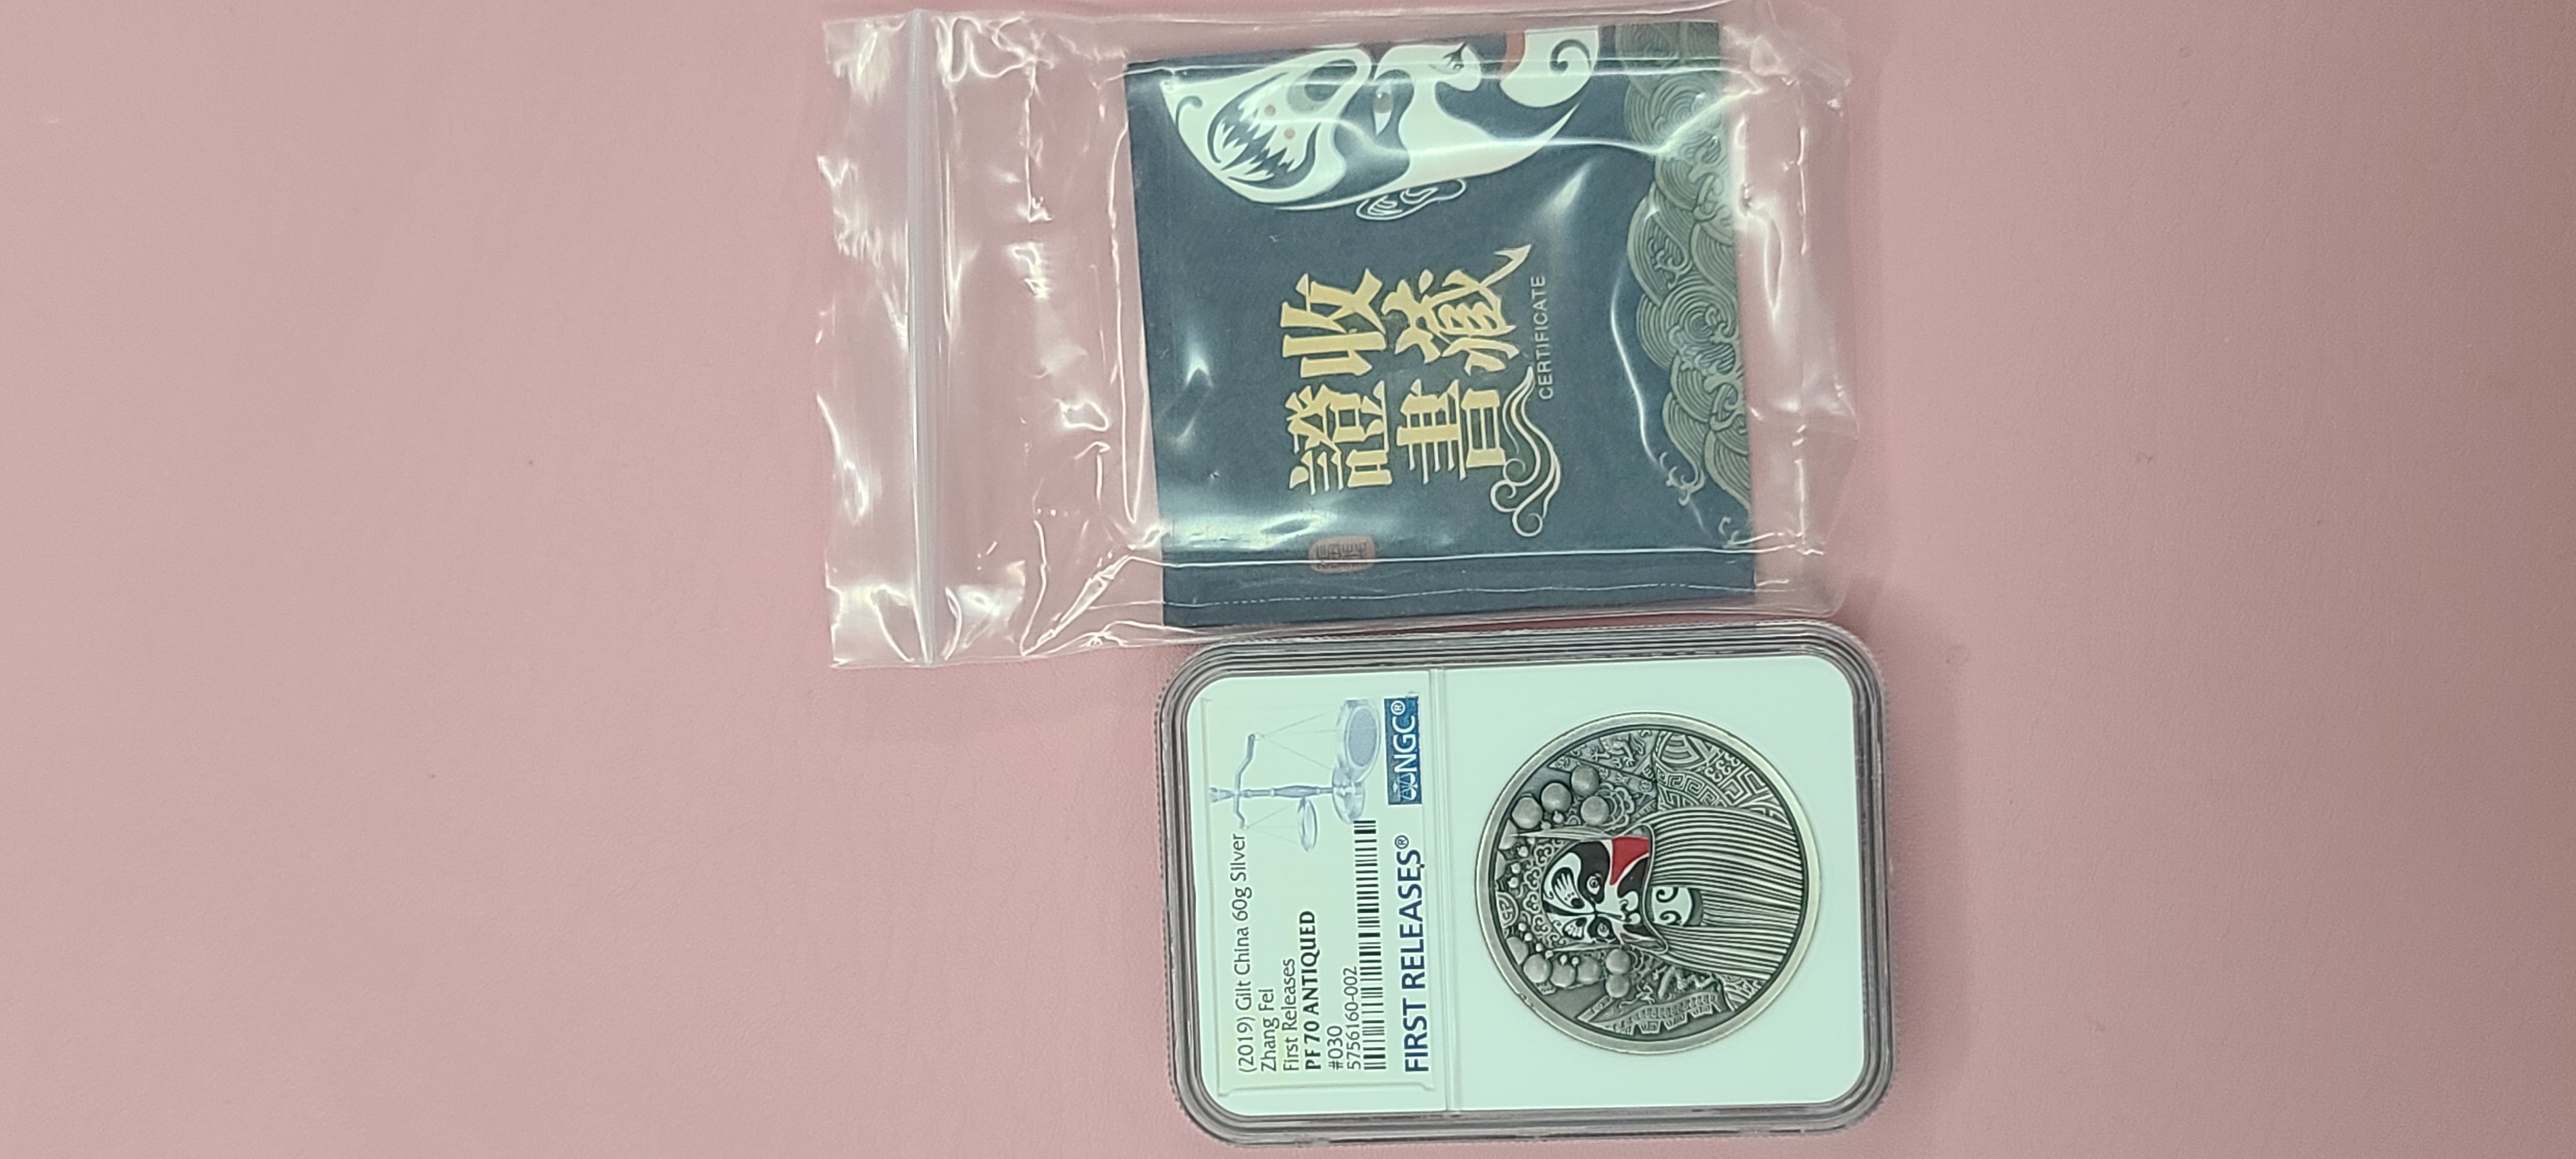 收藏
證書
CERTIFICATE
(2019) Gilt China 60g Silver
Zhang Fei
First Releases
PF 70 ANTIQUED
#030
5756160-002
NGC®
FIRST RELEASES®